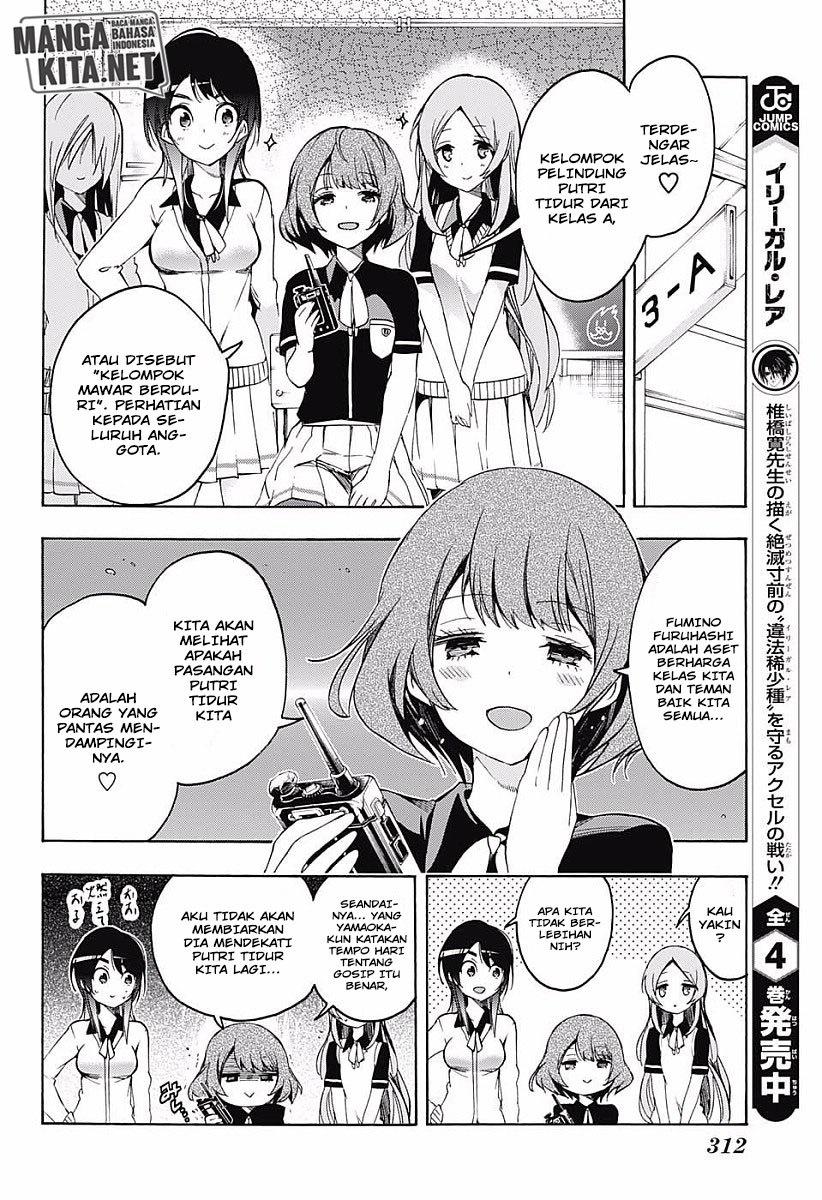 MANGA
KITA.NET
BACA MANGA
BAHASA
INDONESIA
TERDE-
NGAR
JELAS~
♡
KELOMPOK
PELINDUNG
PUTRI
TIDUR DARI
KELAS A,
3-A
ATAU DISEBUT
"KELOMPOK
MAWAR BERDU-
RI". PERHATIAN
KEPADA SE-
LURUH ANG-
GOTA.
FUMINO
FURUHASHI
ADALAH ASET
BERHARGA
KELAS KITA
DAN TEMAN
BAIK KITA
SEMUA...
KITA AKAN
MELIHAT
APAKAH
PASANGAN
PUTRI
TIDUR
KITA
ADALAH
ORANG YANG
PANTAS MEN-
DAMPINGI-
NYA.
♡
KAU
YAKIN?
APA KITA
TIDAK BER-
LEBIHAN
NIH?
SEANDAI-
NYA... YANG
YAMAOKA-
KUN KATAKAN
TEMPO HARI
TENTANG
GOSIP ITU
BENAR,
AKU TIDAK AKAN
MEMBIARKAN
DIA MENDEKATI
PUTRI TIDUR
KITA LAGI...
JC
JUMP
COMICS
イリーガル・レア
椎橋寛先生の描く絶滅寸前の“違法稀少種”を守るアクセルの戦い!!
全4巻発売中
312